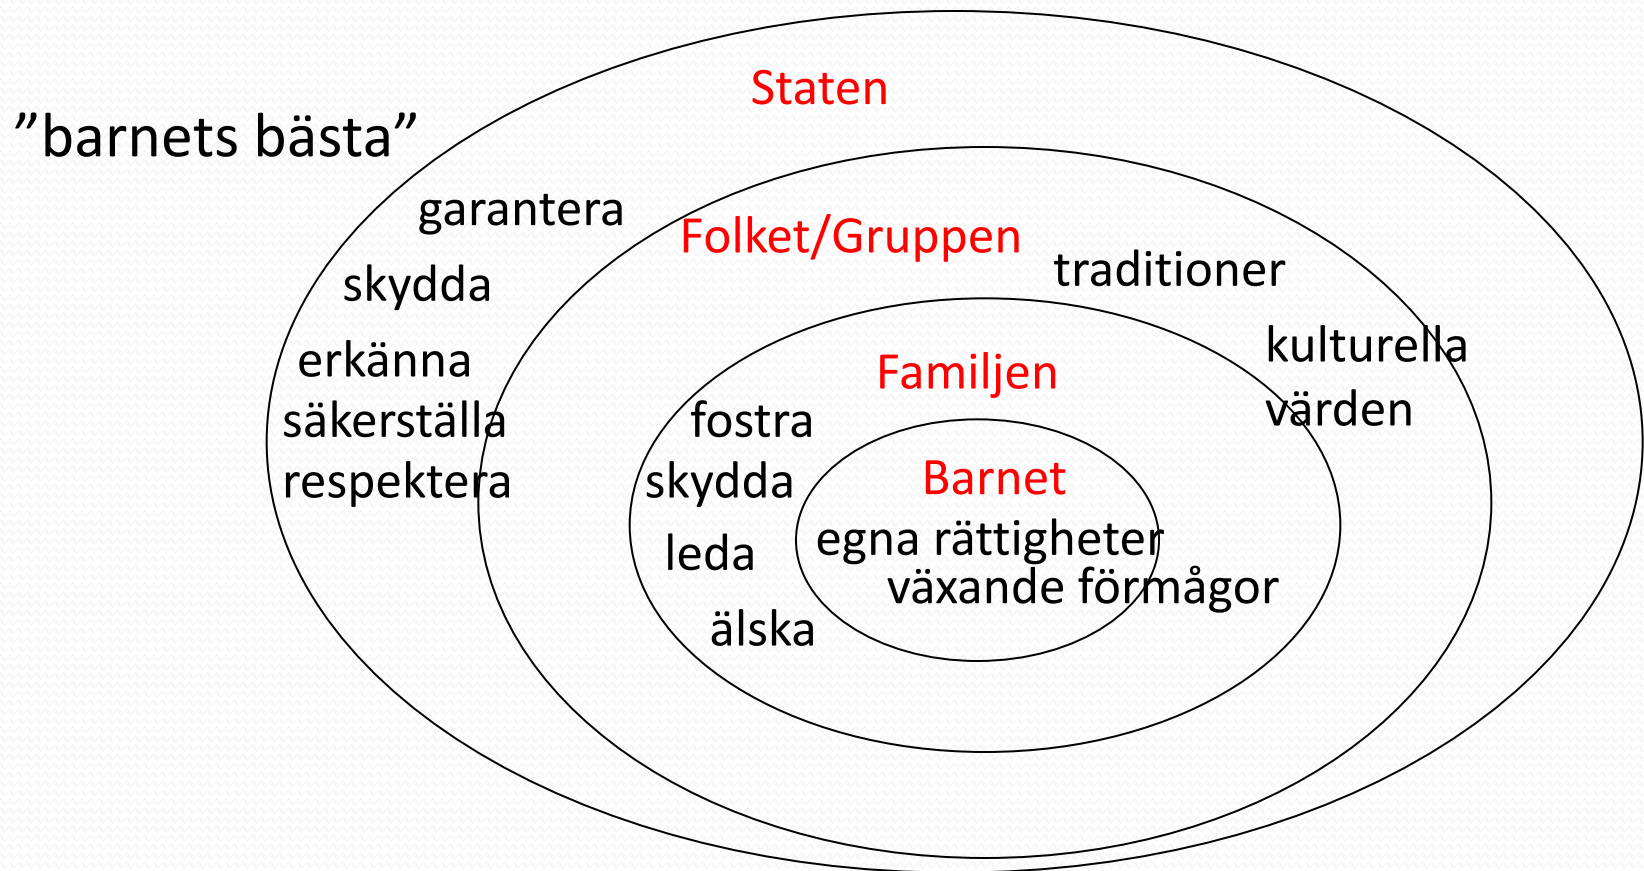 Staten
”barnets bästa”
garantera
Folket/Gruppen
traditioner
skydda
kulturella
värden
erkänna
säkerställa
respektera
Familjen
fostra
skydda
leda
älska
Barnet
egna rättigheter
växande förmågor